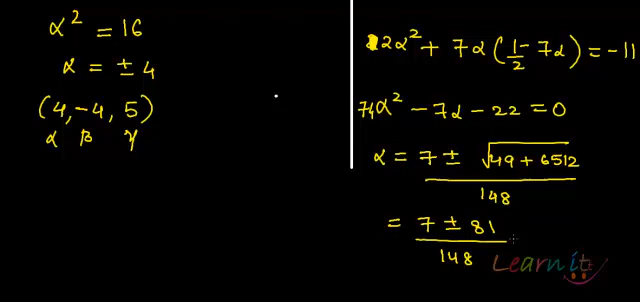 α² = 16
α = ± 4
(4, -4, 5)
α β γ
12α² + 7α (1/2 - 7α) = -11
74α² - 7α - 22 = 0
α = 7 ± √49 + 6512 / 148
= 7 ± 81 / 148
Learnit